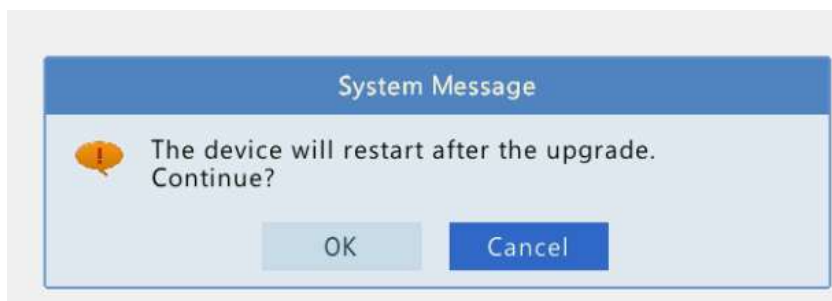 System Message
The device will restart after the upgrade.
Continue?
OK
Cancel